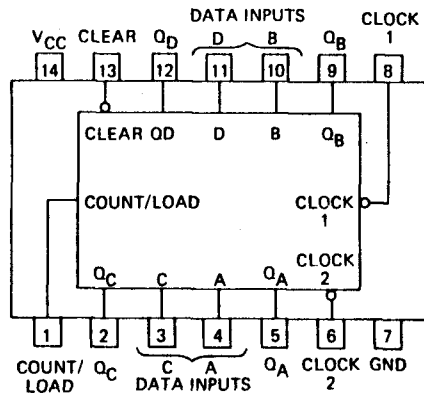 DATA INPUTS
CLOCK
VCC CLEAR QD D B QB 1
14 13 12 11 10 9 8
CLEAR QD D B QB
COUNT/LOAD CLOCK
1
CLOCK
QC C A QA 2
1 2 3 4 5 6 7
COUNT/ QC C A QA CLOCK GND
LOAD DATA INPUTS 2